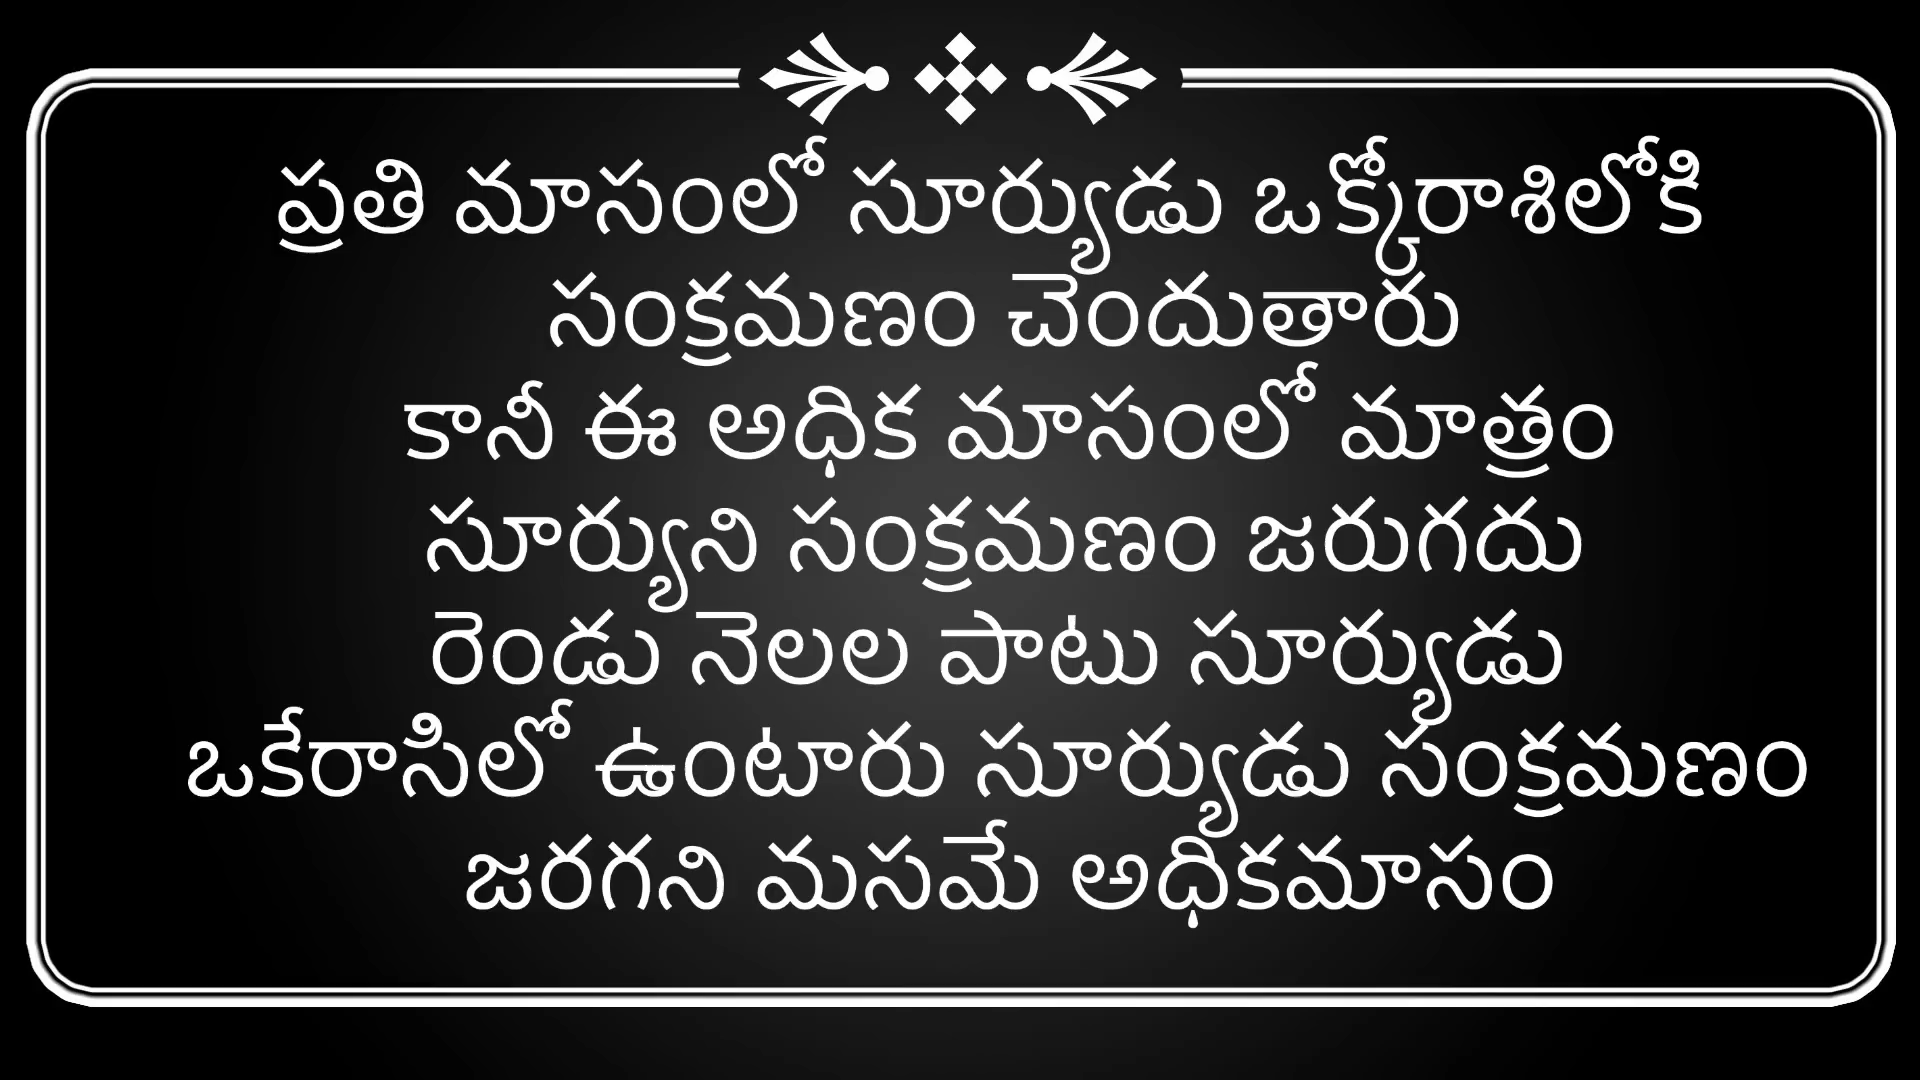 ప్రతి మాసంలో సూర్యుడు ఒక్కోరాశిలోకి
సంక్రమణం చెందుతారు
కానీ ఈ అధిక మాసంలో మాత్రం
సూర్యుని సంక్రమణం జరుగదు
రెండు నెలల పాటు సూర్యుడు
ఒకేరాసిలో ఉంటారు సూర్యుడు సంక్రమణం
జరగని మసమే అధికమాసం